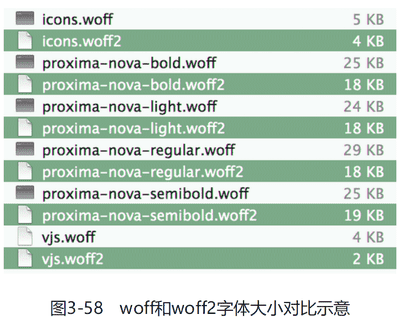 icons.woff 5 KB
icons.woff2 4 KB
proxima-nova-bold.woff 25 KB
proxima-nova-bold.woff2 18 KB
proxima-nova-light.woff 24 KB
proxima-nova-light.woff2 18 KB
proxima-nova-regular.woff 29 KB
proxima-nova-regular.woff2 18 KB
proxima-nova-semibold.woff 25 KB
proxima-nova-semibold.woff2 19 KB
vjs.woff 4 KB
vjs.woff2 2 KB
图3-58 woff和woff2字体大小对比示意